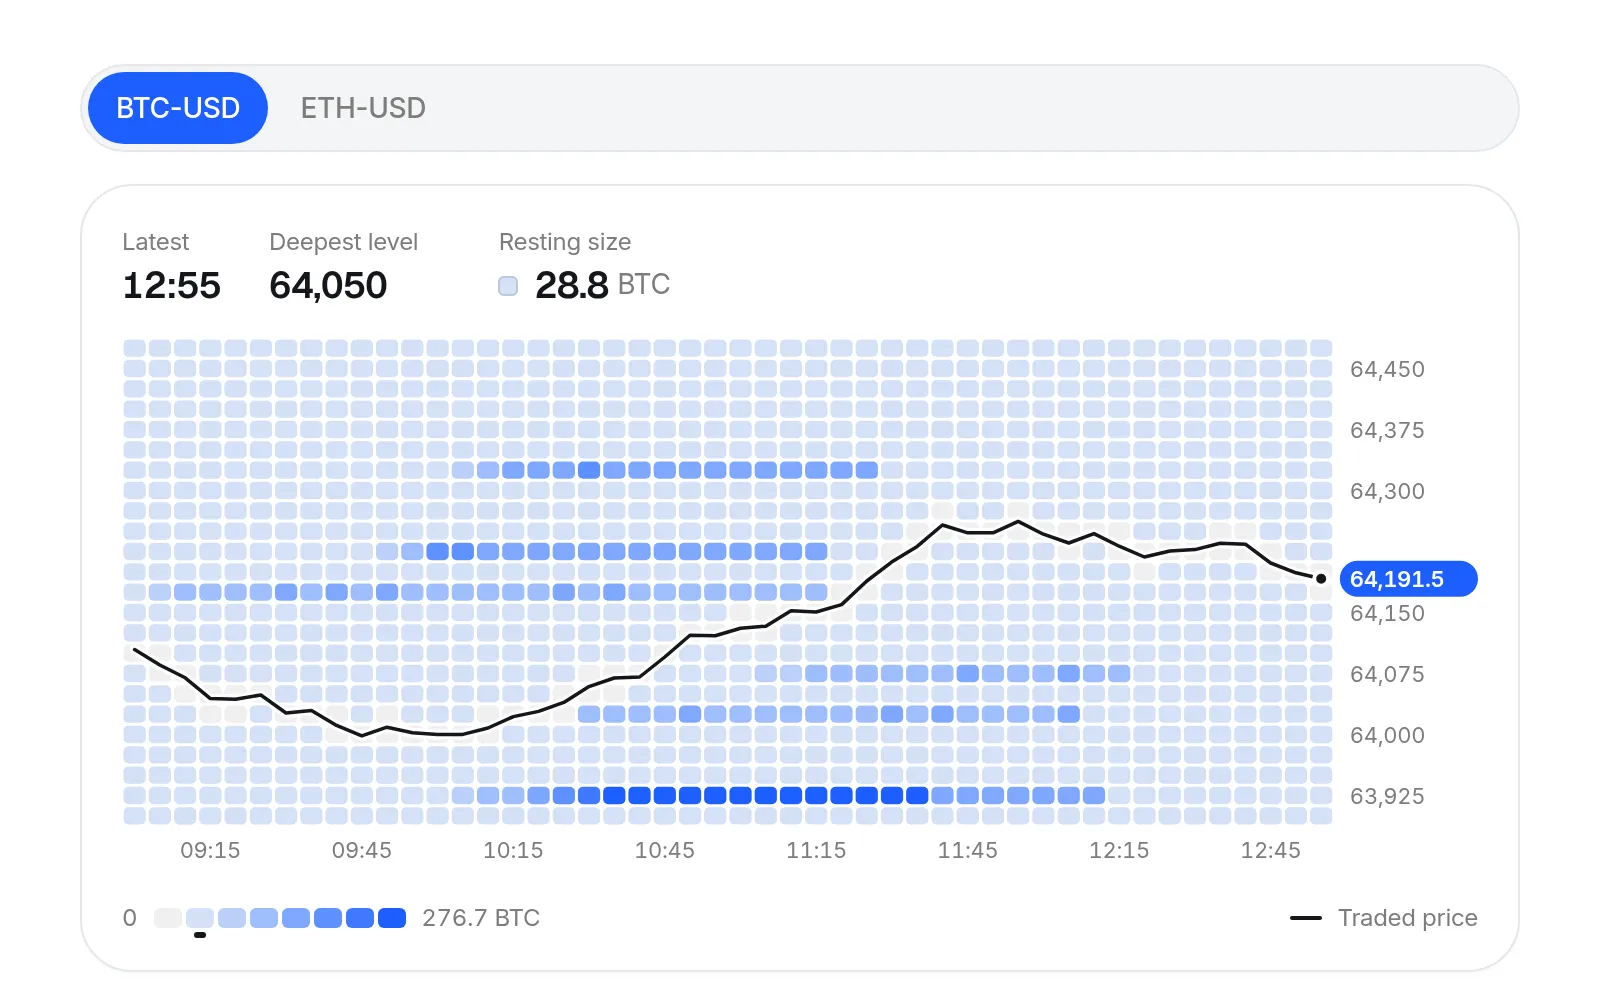 BTC-USD ETH-USD
Latest Deepest level Resting size
12:55 64,050 28.8 BTC
64,450
64,375
64,300
64,191.5
64,150
64,075
64,000
63,925
09:15 09:45 10:15 10:45 11:15 11:45 12:15 12:45
0 276.7 BTC Traded price